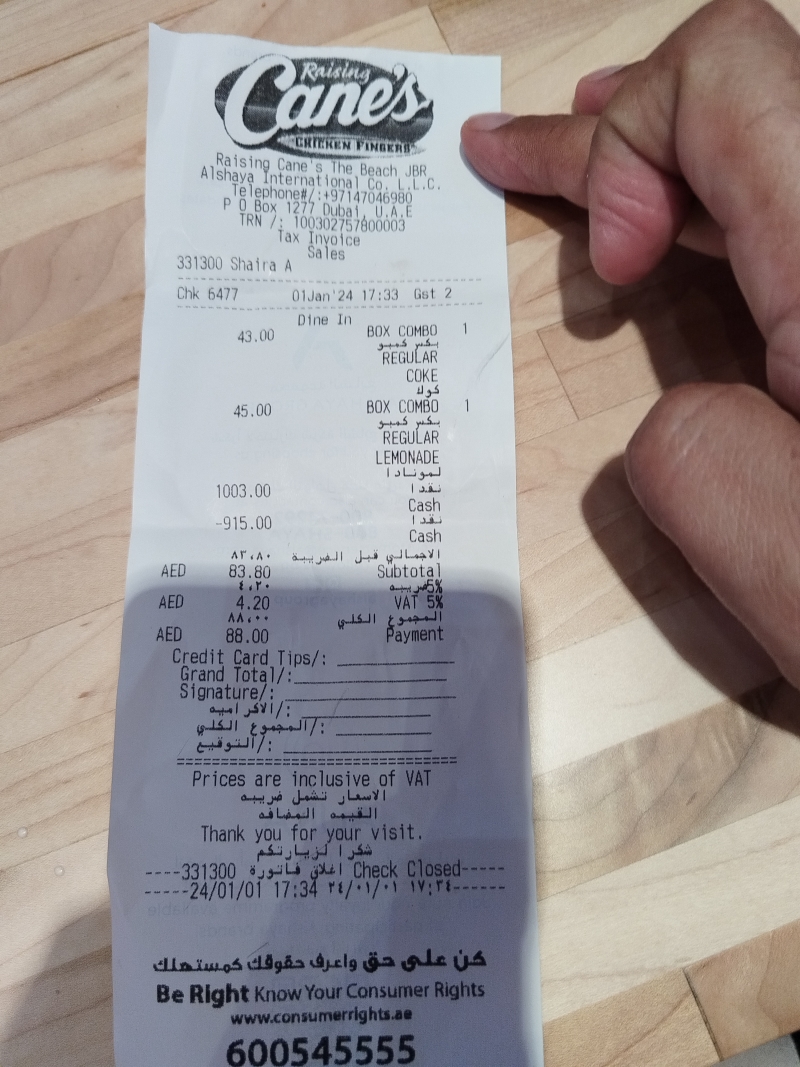 Raising
Cane's
CHICKEN FINGERS
Raising Cane's The Beach JBR
Alshaya International Co. L.L.C.
Telephone#/:+97147046980
P O Box 1277 Dubai, U.A.E
TRN /: 100302757800003
Tax Invoice
Sales
331300 Shaira A
Chk 6477 01Jan'24 17:33 Gst 2
Dine In
43.00 BOX COMBO 1
بكس كمبو
REGULAR
COKE
كولا
45.00 BOX COMBO 1
بكس كمبو
REGULAR
LEMONADE
لمونادا
1003.00 نقدا
Cash
-915.00 نقدا
Cash
الاجمالي قبل الضريبة ٨٣،٨٠
AED 83.80 Subtotal
ضريبه 5% ٤،٢٠
AED 4.20 VAT 5%
المجموع الكلي ٨٨،٠٠
AED 88.00 Payment
Credit Card Tips/: ____________
Grand Total/: ____________
Signature/: ____________
الاكراميه/: ____________
المجموع الكلي/: ____________
التوقيع/: ____________
Prices are inclusive of VAT
الاسعار تشمل ضريبه
القيمه المضافه
Thank you for your visit.
شكرا لزيارتكم
----331300 اغلاق فاتورة Check Closed-----
-----24/01/01 17:34 ٢٤/٠١/٠١ ١٧:٣٤------
كن على حق واعرف حقوقك كمستهلك
Be Right Know Your Consumer Rights
www.consumerrights.ae
600545555